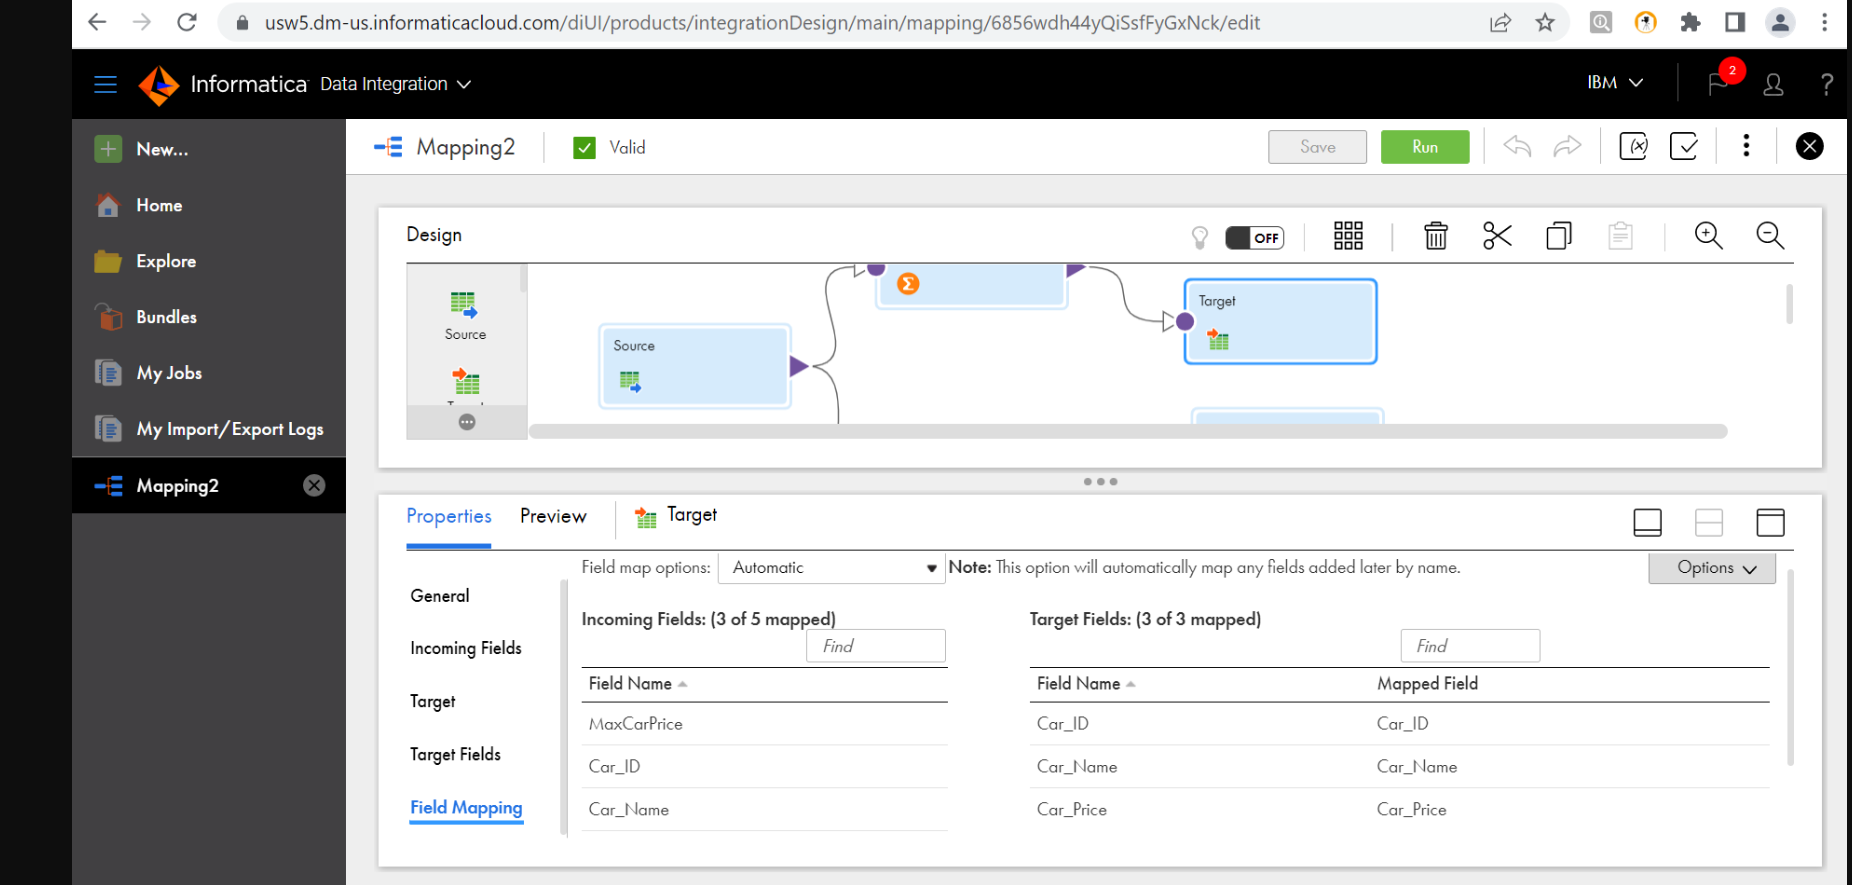 usw5.dm-us.informaticacloud.com/diUI/products/integrationDesign/main/mapping/6856wdh44yQiSsfFyGxNck/edit
Informatica Data Integration
IBM
2
?
New...
Home
Explore
Bundles
My Jobs
My Import/Export Logs
Mapping2
Mapping2
Valid
Save
Run
(x)
Design
OFF
Source
Source
Σ
Target
Properties
Preview
Target
General
Incoming Fields
Target
Target Fields
Field Mapping
Field map options: Automatic
Note: This option will automatically map any fields added later by name.
Options
Incoming Fields: (3 of 5 mapped)
Find
Field Name
MaxCarPrice
Car_ID
Car_Name
Target Fields: (3 of 3 mapped)
Find
Field Name Mapped Field
Car_ID Car_ID
Car_Name Car_Name
Car_Price Car_Price